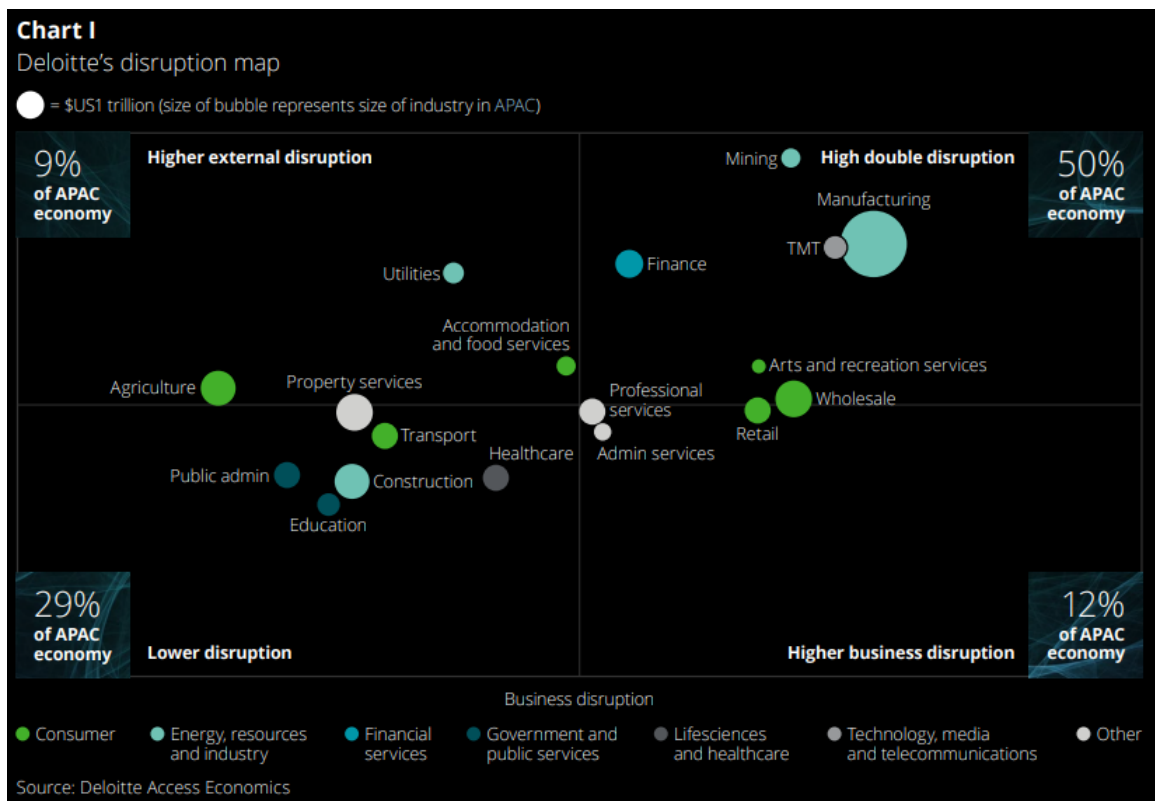 Chart I
Deloitte’s disruption map
= $US1 trillion (size of bubble represents size of industry in APAC)
9%
of APAC
economy
Higher external disruption
Mining
High double disruption
50%
of APAC
economy
Manufacturing
TMT
Finance
Utilities
Accommodation
and food services
Arts and recreation services
Agriculture
Property services
Professional
services
Wholesale
Retail
Transport
Healthcare
Admin services
Public admin
Construction
Education
29%
of APAC
economy
Lower disruption
Higher business disruption
12%
of APAC
economy
Business disruption
Consumer
Energy, resources
and industry
Financial
services
Government and
public services
Lifesciences
and healthcare
Technology, media
and telecommunications
Other
Source: Deloitte Access Economics